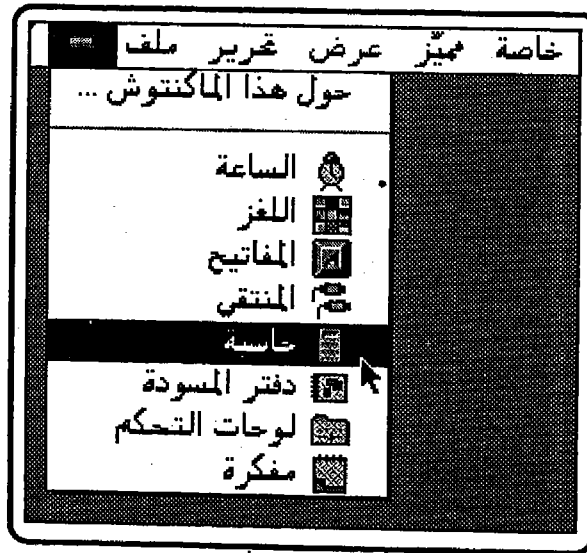 خاصة مميّز عرض تحرير ملف
حول هذا الماكنتوش ...
الساعة
اللغز
المفاتيح
المنتقي
حاسبة
دفتر المسودة
لوحات التحكم
مفكرة